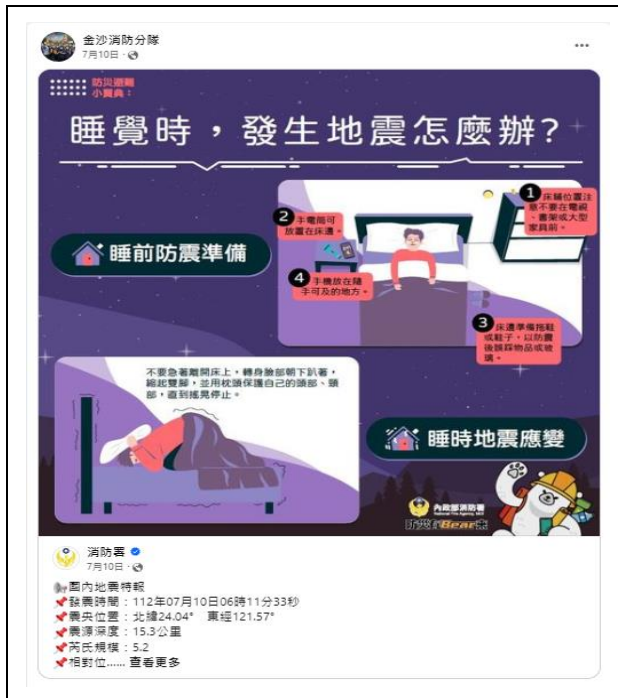 金沙消防分隊
7月10日
防災避難
小寶典:
睡覺時,發生地震怎麼辦?
1 床鋪位置注
意不要在電視
、書架或大型
家具前。
2 手電筒可
放置在床邊。
睡前防震準備
4 手機放在隨
手可及的地方。
3 床邊準備拖鞋
或鞋子,以防震
後誤踩物品或玻
璃。
不要急著離開床上,轉身臉部朝下趴著,
縮起雙腳,並用枕頭保護自己的頭部、頸
部,直到搖晃停止。
睡時地震應變
內政部消防署
National Fire Agency, MOI
防災有Bear來
消防署
7月10日
國內地震特報
發震時間:112年07月10日06時11分33秒
震央位置:北緯24.04° 東經121.57°
震源深度:15.3公里
芮氏規模:5.2
相對位...... 查看更多